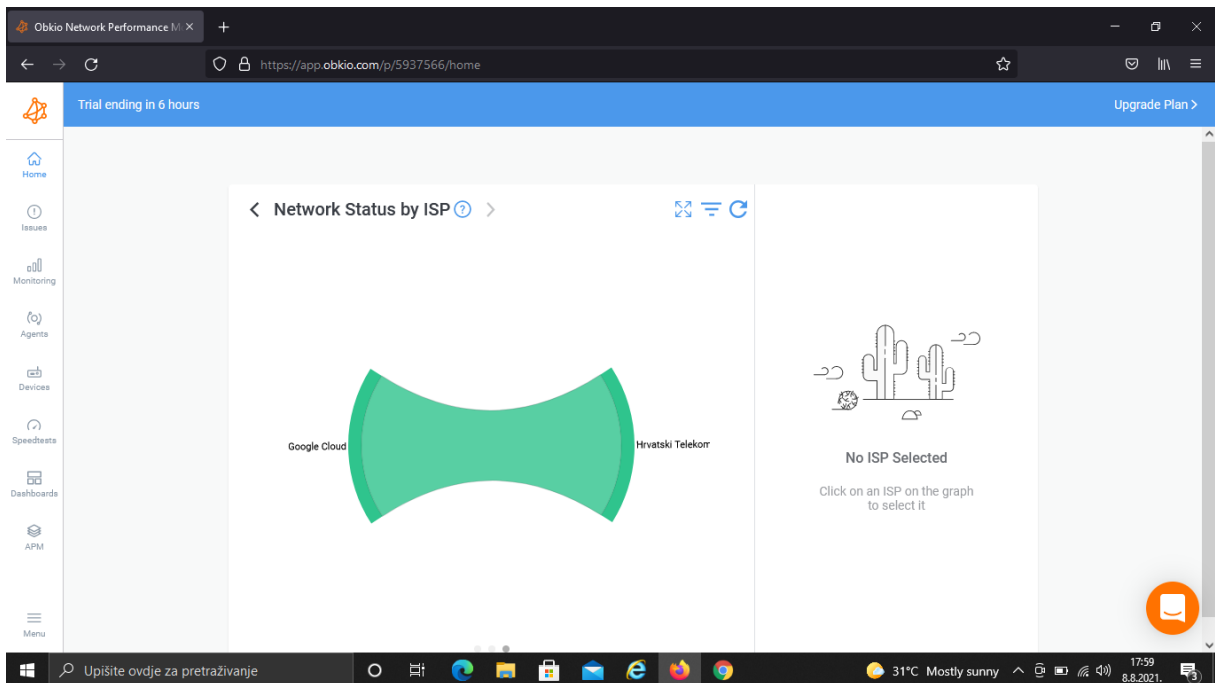 Obkio Network Performance M
https://app.obkio.com/p/5937566/home
Trial ending in 6 hours
Upgrade Plan >
Home
Issues
Monitoring
Agents
Devices
Speedtests
Dashboards
APM
Menu
Network Status by ISP ?
Google Cloud
Hrvatski Telekom
No ISP Selected
Click on an ISP on the graph
to select it
Upišite ovdje za pretraživanje
31°C Mostly sunny
17:59
8.8.2021.
3